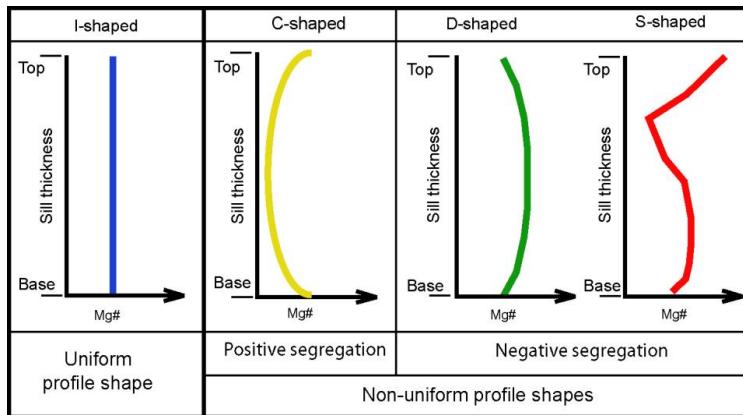 I-shaped
C-shaped
D-shaped
S-shaped
Top
Sill thickness
Base
Mg#
Top
Sill thickness
Base
Mg#
Top
Sill thickness
Base
Mg#
Top
Sill thickness
Base
Mg#
Uniform
profile shape
Positive segregation
Negative segregation
Non-uniform profile shapes